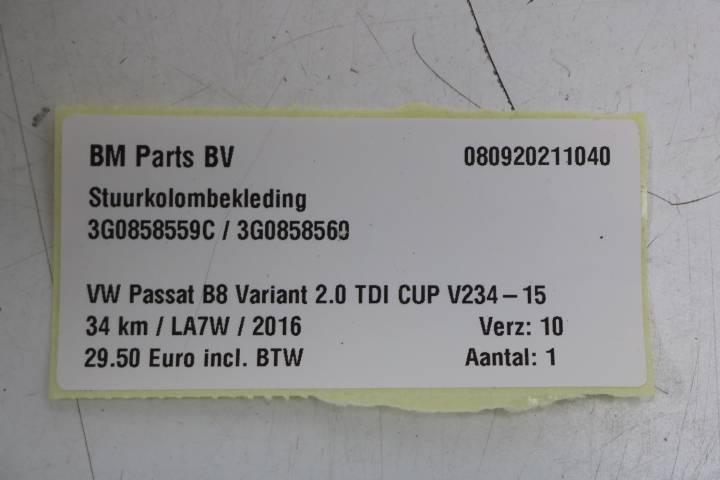 BM Parts BV 080920211040
Stuurkolombekleding
3G0858559C / 3G0858560
VW Passat B8 Variant 2.0 TDI CUP V234-15
34 km / LA7W / 2016 Verz: 10
29.50 Euro incl. BTW Aantal: 1